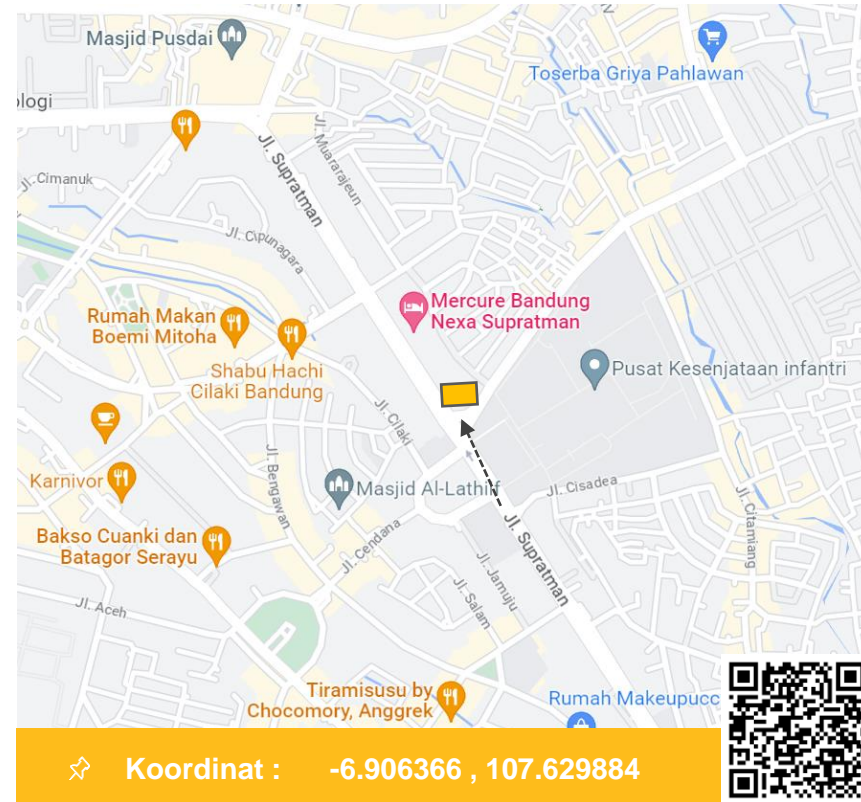 Masjid Pusdai
Toserba Griya Pahlawan
ologi
Jl. Supratman
Jl. Muararajeun
Jl. Cimanuk
Jl. Cipunagara
Mercure Bandung
Nexa Supratman
Rumah Makan
Boemi Mitoha
Shabu Hachi
Cilaki Bandung
Pusat Kesenjataan infantri
Jl. Cilaki
Jl. Bengawan
Karnivor
Masjid Al-Lathiif
Jl. Cisadea
Jl. Citamiang
Bakso Cuanki dan
Batagor Serayu
Jl. Cendana
Jl. Supratman
Jl. Jamuju
Jl. Salam
Jl. Aceh
Tiramisusu by
Chocomory, Anggrek
Rumah Makeupucc
Koordinat : -6.906366 , 107.629884